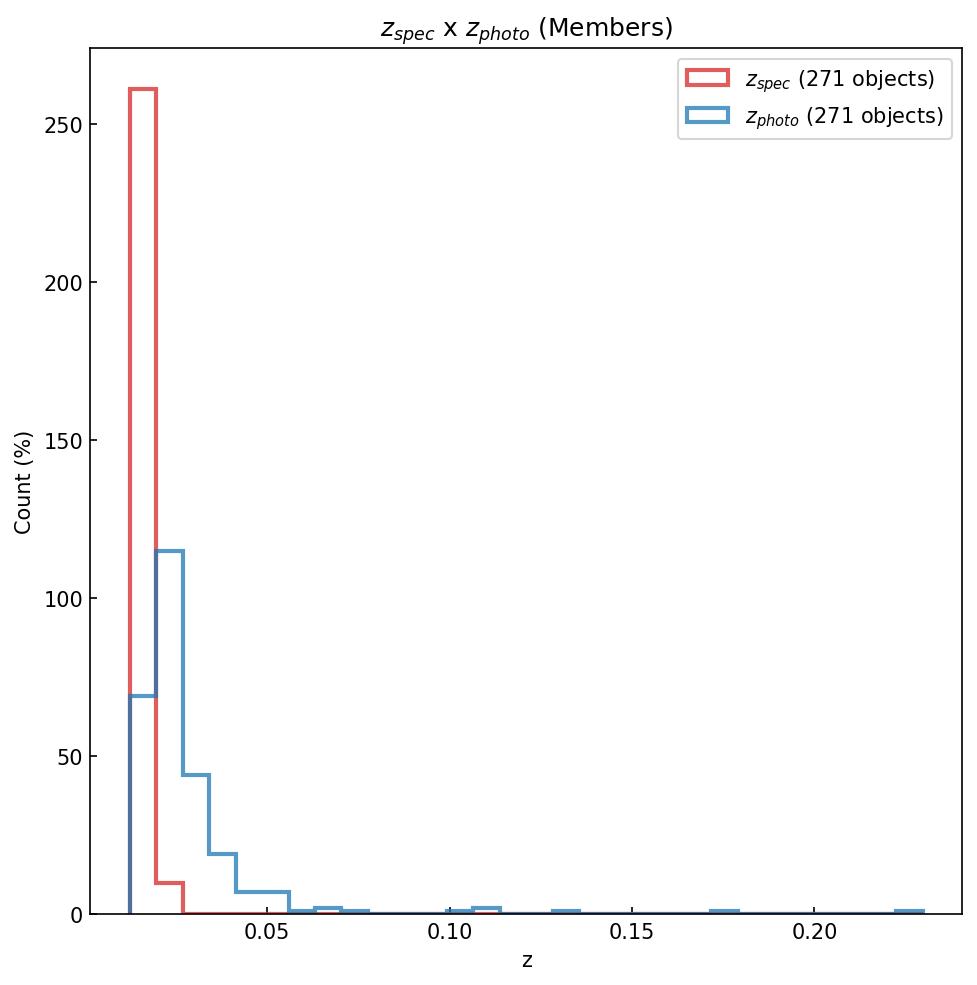 z_spec x z_photo (Members)
z_spec (271 objects)
z_photo (271 objects)
Count (%)
250
200
150
100
50
0
0.05 0.10 0.15 0.20
z